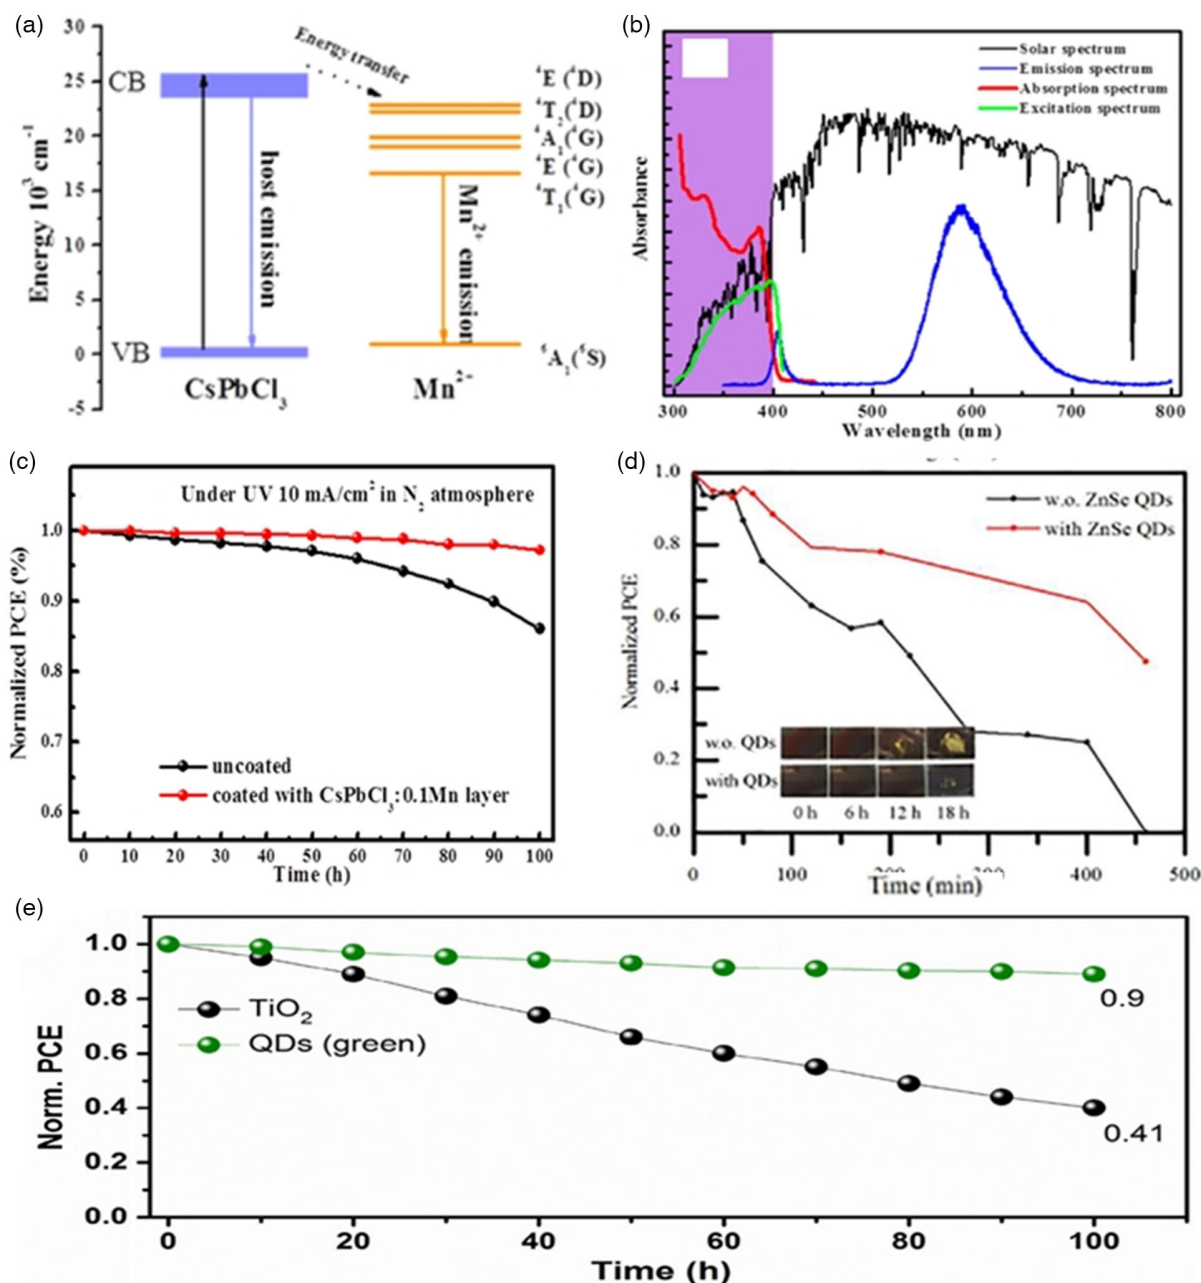 (a)
30
25
20
15
10
5
0
-5
Energy 10³ cm⁻¹
CB
VB
Energy transfer
host emission
Mn²⁺ emission
⁴E (⁴D)
⁴T₂(⁴D)
⁴A₁(⁴G)
⁴E (⁴G)
⁴T₁(⁴G)
⁶A₁(⁶S)
CsPbCl₃
Mn²⁻
(b)
Solar spectrum
Emission spectrum
Absorption spectrum
Excitation spectrum
Absorbance
300 400 500 600 700 800
Wavelength (nm)
(c)
Under UV 10 mA/cm² in N₂ atmosphere
1.0
0.9
0.8
0.7
0.6
Normalized PCE (%)
uncoated
coated with CsPbCl₃:0.1Mn layer
0 10 20 30 40 50 60 70 80 90 100
Time (h)
(d)
1.0
0.8
0.6
0.4
0.2
0.0
Normalized PCE
w.o. ZnSe QDs
with ZnSe QDs
w.o. QDs
with QDs
0 h 6 h 12 h 18 h
0 100 200 400 500
Time (min)
(e)
1.0
0.8
0.6
0.4
0.2
0.0
Norm. PCE
TiO₂
QDs (green)
0.9
0.41
0 20 40 60 80 100
Time (h)